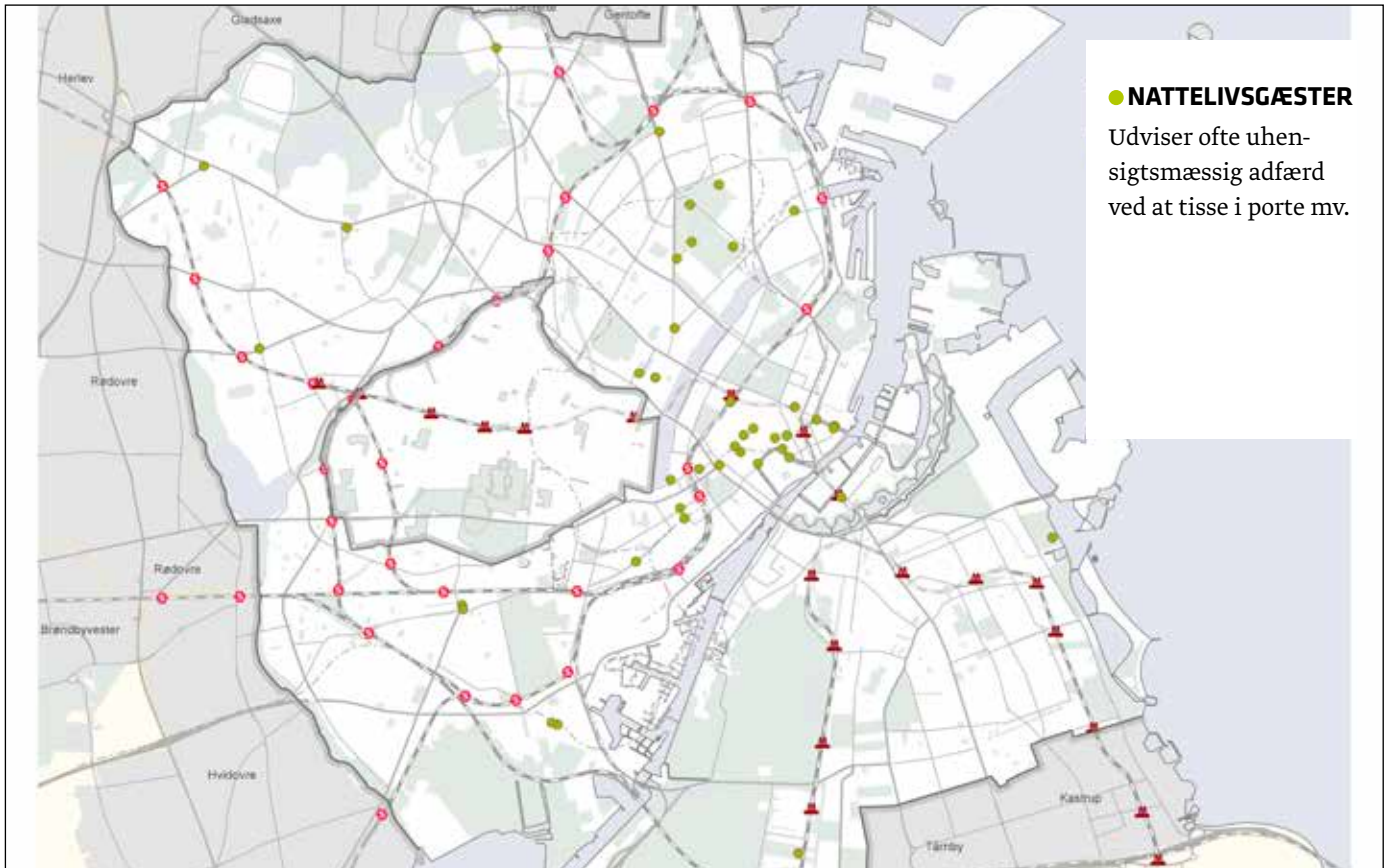 Gladsaxe
Gentofte
Herlev
● NATTELIVSGÆSTER
Udviser ofte uhen-
sigtsmæssig adfærd
ved at tisse i porte mv.
Rødovre
Rødovre
Brøndbyvester
Hvidovre
Kastrup
Tårnby